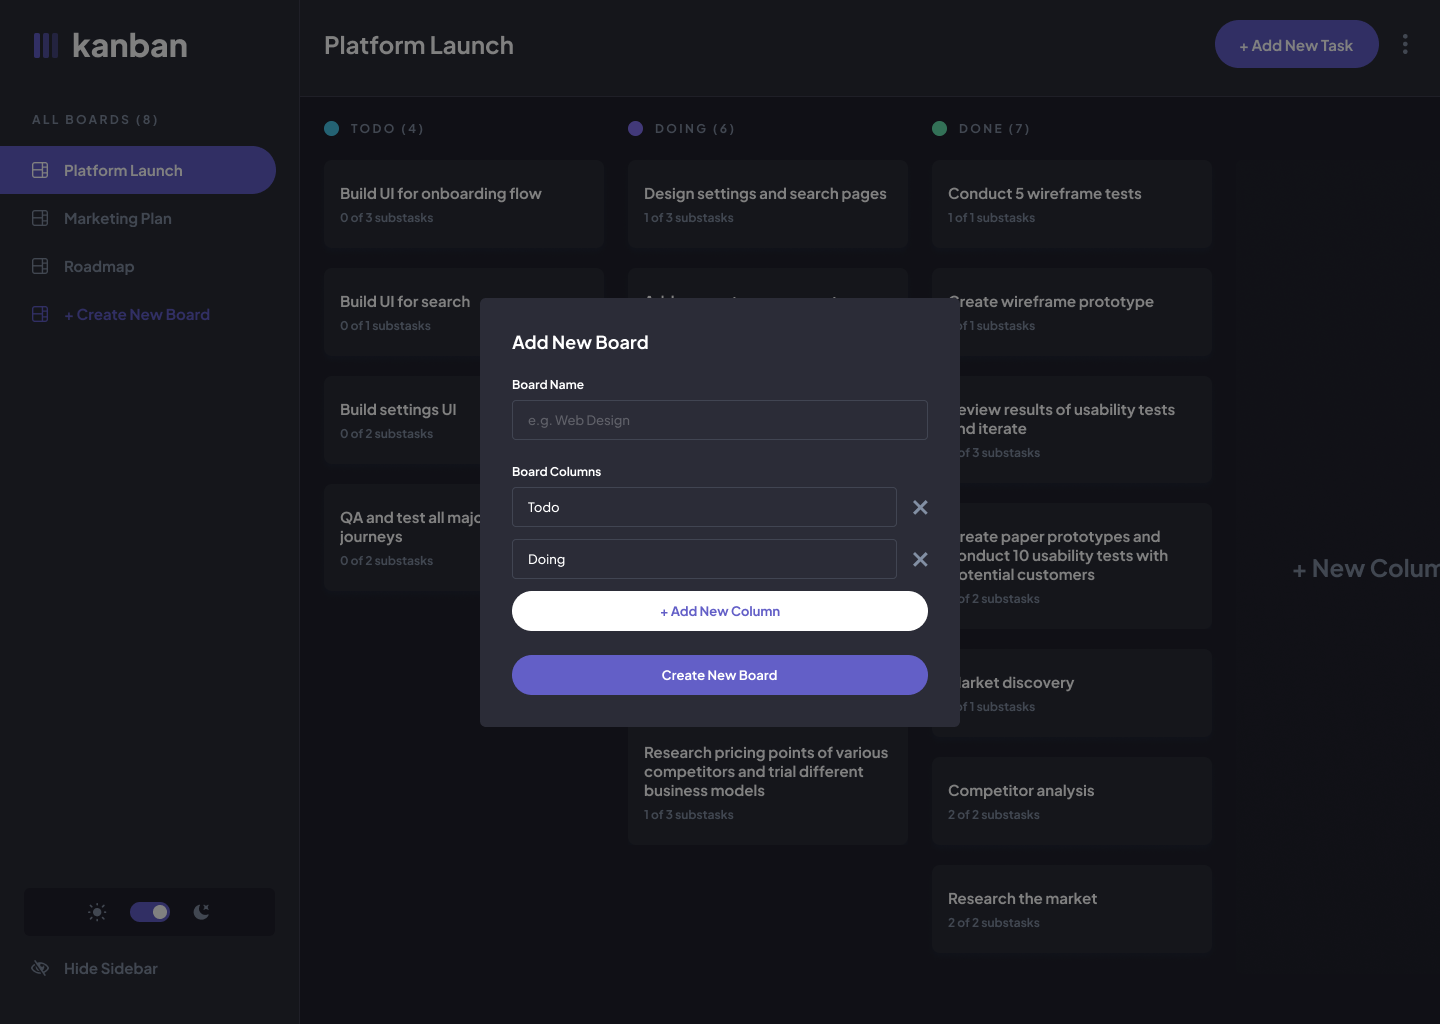 kanban
Platform Launch
+ Add New Task
ALL BOARDS (8)
Platform Launch
Marketing Plan
Roadmap
+ Create New Board
Hide Sidebar
TODO (4)
Build UI for onboarding flow
0 of 3 substasks
Build UI for search
0 of 1 substasks
Build settings UI
0 of 2 substasks
QA and test all majo
journeys
0 of 2 substasks
DOING (6)
Design settings and search pages
1 of 3 substasks
Research pricing points of various
competitors and trial different
business models
1 of 3 substasks
DONE (7)
Conduct 5 wireframe tests
1 of 1 substasks
Create wireframe prototype
of 1 substasks
eview results of usability tests
nd iterate
of 3 substasks
reate paper prototypes and
onduct 10 usability tests with
otential customers
of 2 substasks
Market discovery
of 1 substasks
Competitor analysis
2 of 2 substasks
Research the market
2 of 2 substasks
+ New Colum
Add New Board
Board Name
e.g. Web Design
Board Columns
Todo
Doing
+ Add New Column
Create New Board